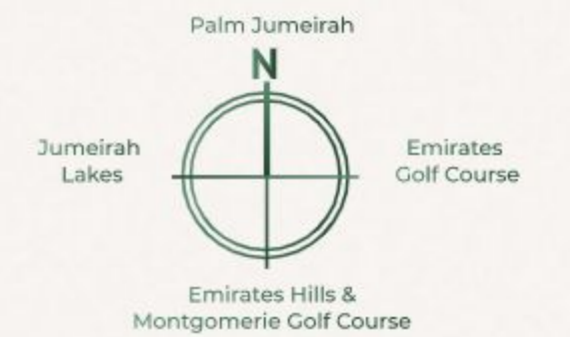 Palm Jumeirah
N
Jumeirah
Lakes
Emirates
Golf Course
Emirates Hills &
Montgomerie Golf Course